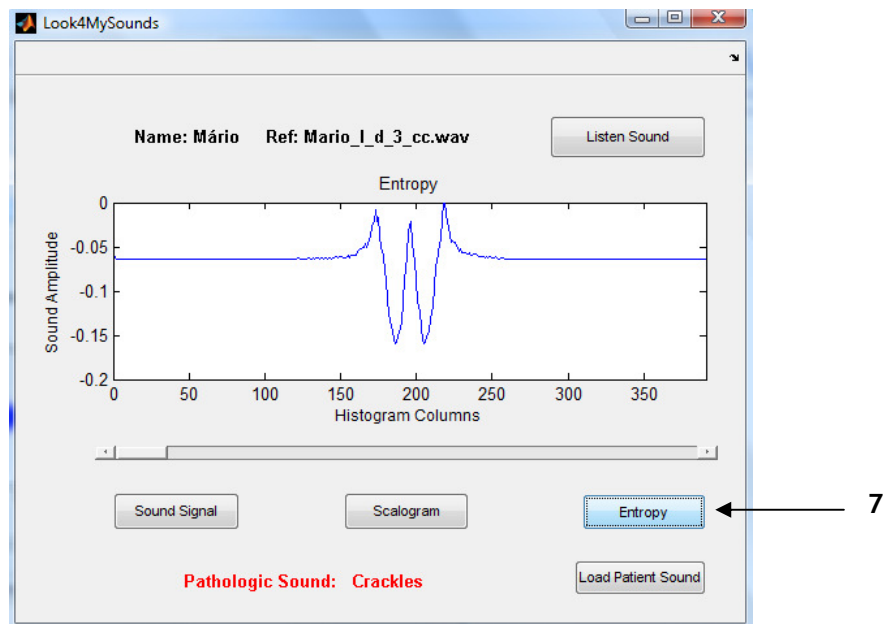 Look4MySounds
Name: Mário Ref: Mario_l_d_3_cc.wav
Listen Sound
Entropy
0
-0.05
-0.1
-0.15
-0.2
Sound Amplitude
0 50 100 150 200 250 300 350
Histogram Columns
Sound Signal
Scalogram
Entropy
7
Pathologic Sound: Crackles
Load Patient Sound